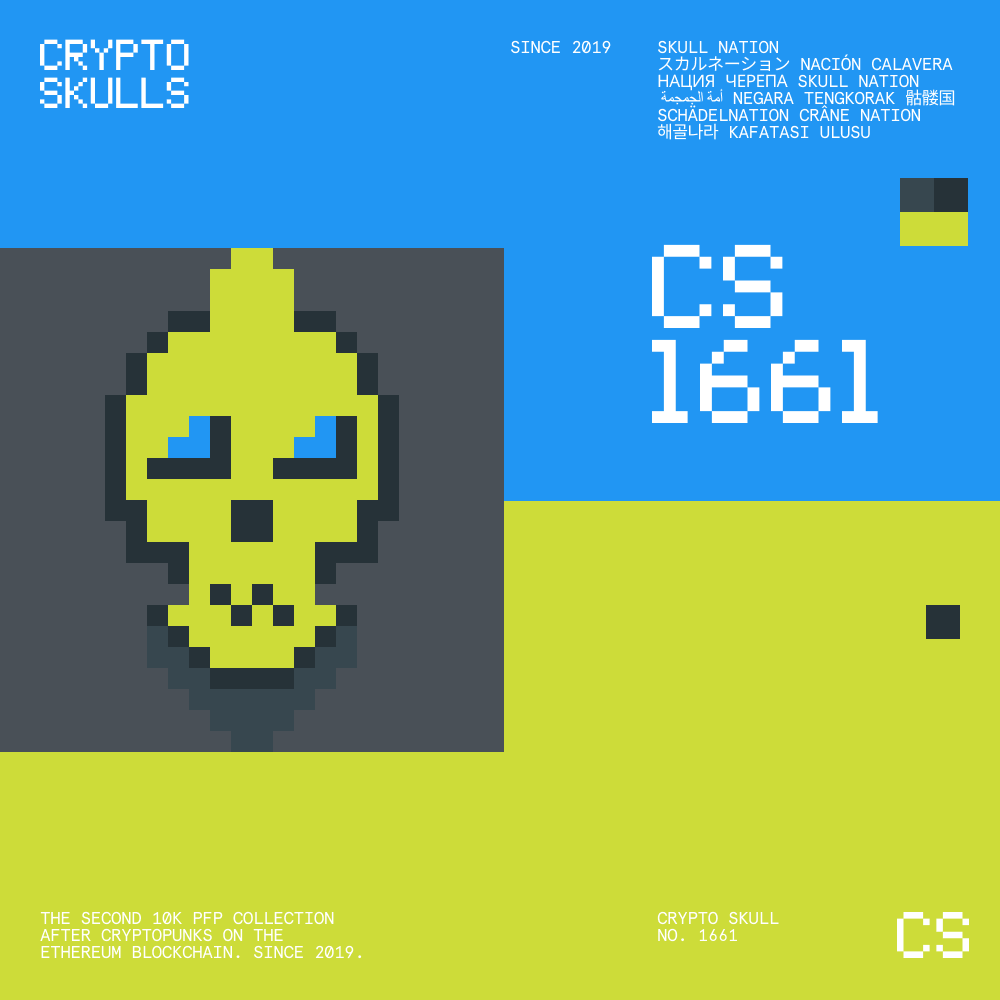 CRYPTO
SKULLS
SINCE 2019
SKULL NATION
スカルネーション NACIÓN CALAVERA
НАЦИЯ ЧЕРЕПА SKULL NATION
أمة الجمجمة NEGARA TENGKORAK 骷髅国
SCHÄDELNATION CRÂNE NATION
해골나라 KAFATASI ULUSU
CS
1661
THE SECOND 10K PFP COLLECTION
AFTER CRYPTOPUNKS ON THE
ETHEREUM BLOCKCHAIN. SINCE 2019.
CRYPTO SKULL
NO. 1661
CS